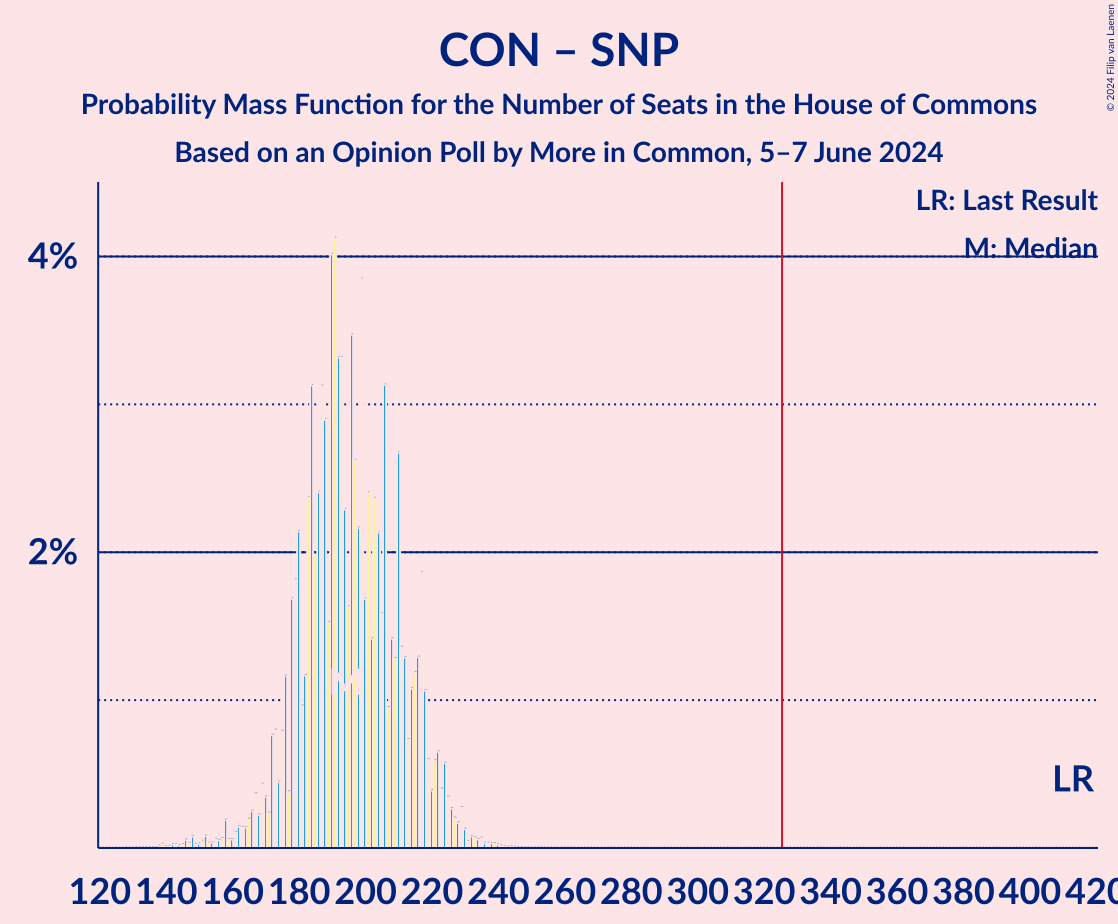 CON – SNP
Probability Mass Function for the Number of Seats in the House of Commons
Based on an Opinion Poll by More in Common, 5–7 June 2024
© 2024 Filip van Laenen
LR: Last Result
M: Median
4%
2%
LR
120 140 160 180 200 220 240 260 280 300 320 340 360 380 400 420